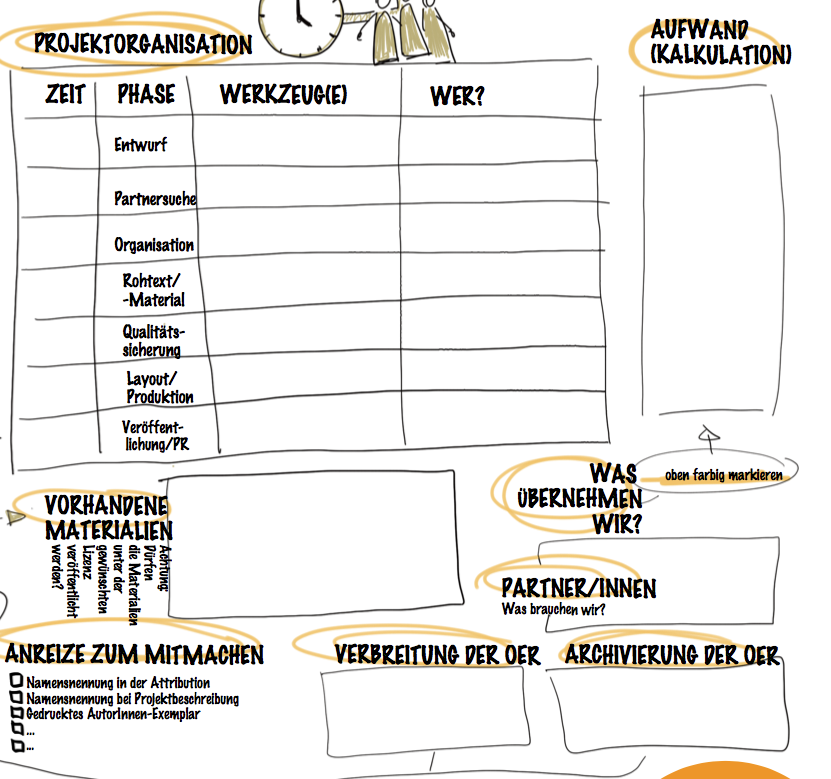 PROJEKTORGANISATION
AUFWAND
(KALKULATION)
ZEIT PHASE WERKZEUG(E) WER?
Entwurf
Partnersuche
Organisation
Rohtext/
-Material
Qualitäts-
sicherung
Layout/
Produktion
Veröffent-
lichung/PR
oben farbig markieren
WAS
ÜBERNEHMEN
WIR?
VORHANDENE
MATERIALIEN
Achtung:
Dürfen
die Materialien
unter der
gewünschten
Lizenz
veröffentlicht
werden?
PARTNER/INNEN
Was brauchen wir?
ANREIZE ZUM MITMACHEN
Namensnennung in der Attribution
Namensnennung bei Projektbeschreibung
Gedrucktes AutorInnen-Exemplar
...
...
VERBREITUNG DER OER
ARCHIVIERUNG DER OER